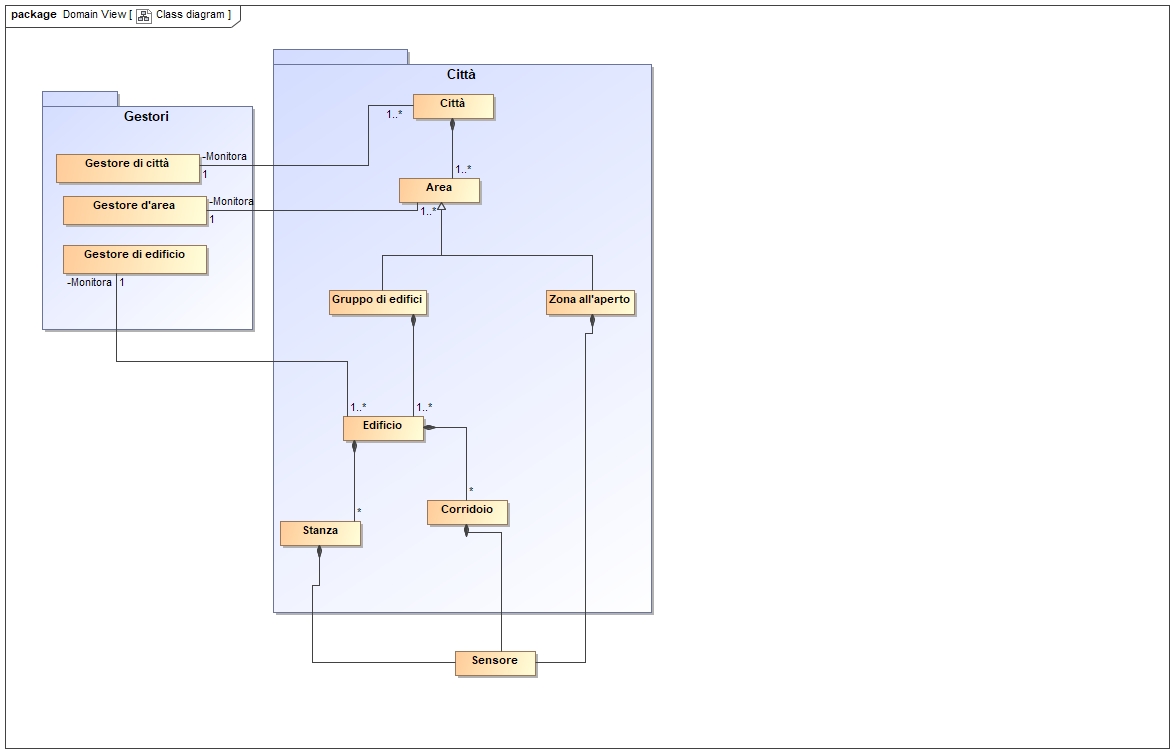 package Domain View [ Class diagram ]
Città
Città
1..*
1..*
Area
1..*
Gestori
Gestore di città
-Monitora
1
Gestore d'area
-Monitora
1
Gestore di edificio
-Monitora
1
Gruppo di edifici
Zona all'aperto
1..*
1..*
Edificio
*
Corridoio
*
Stanza
Sensore